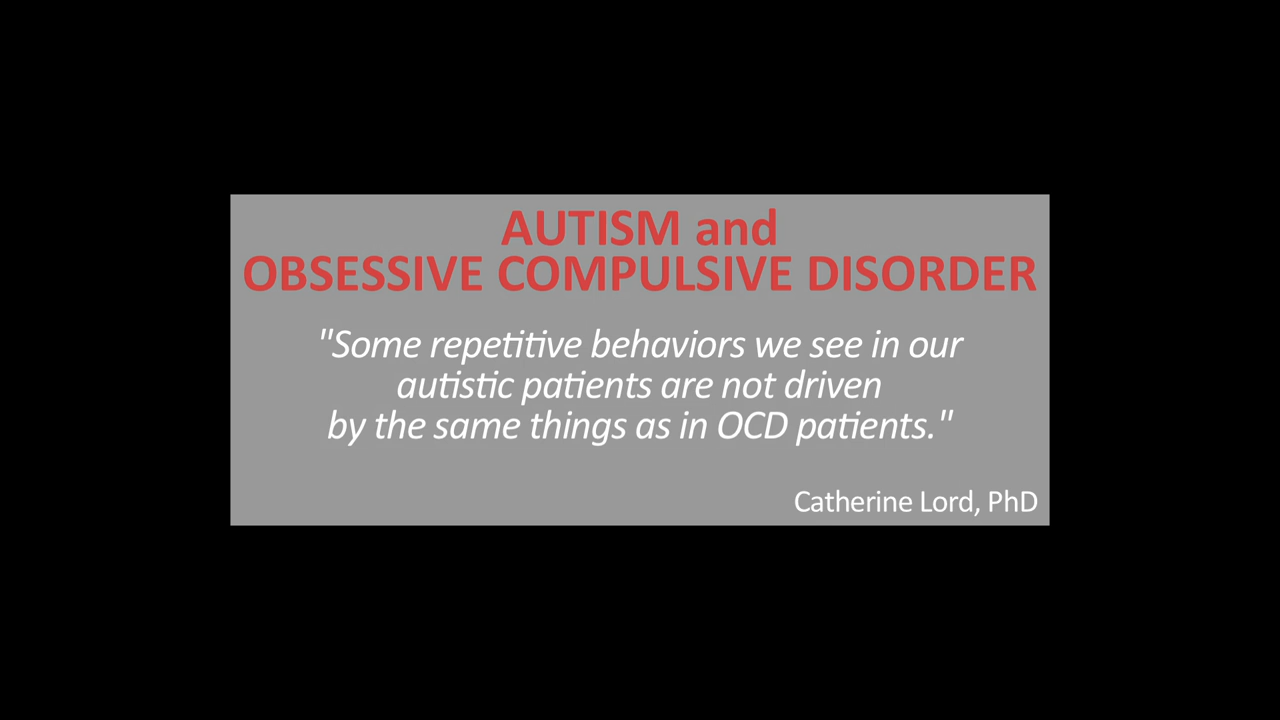 AUTISM and
OBSESSIVE COMPULSIVE DISORDER
"Some repetitive behaviors we see in our
autistic patients are not driven
by the same things as in OCD patients."
Catherine Lord, PhD